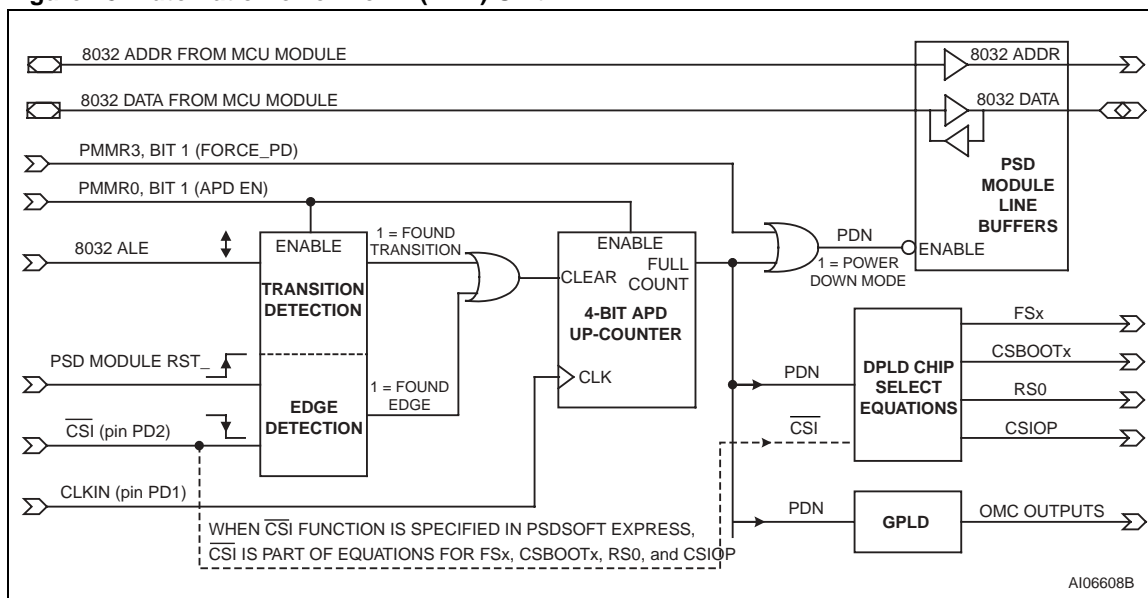 8032 ADDR FROM MCU MODULE
8032 ADDR
8032 DATA FROM MCU MODULE
8032 DATA
PMMR3, BIT 1 (FORCE_PD)
PSD
MODULE
LINE
BUFFERS
PMMR0, BIT 1 (APD EN)
8032 ALE
ENABLE
1 = FOUND
TRANSITION
TRANSITION
DETECTION
ENABLE
FULL
COUNT
CLEAR
4-BIT APD
UP-COUNTER
CLK
PDN
1 = POWER
DOWN MODE
ENABLE
PSD MODULE RST_
1 = FOUND
EDGE
EDGE
DETECTION
CSI (pin PD2)
CLKIN (pin PD1)
PDN
CSI
DPLD CHIP
SELECT
EQUATIONS
FSx
CSBOOTx
RS0
CSIOP
WHEN CSI FUNCTION IS SPECIFIED IN PSDSOFT EXPRESS,
CSI IS PART OF EQUATIONS FOR FSx, CSBOOTx, RS0, and CSIOP
PDN
GPLD
OMC OUTPUTS
AI06608B